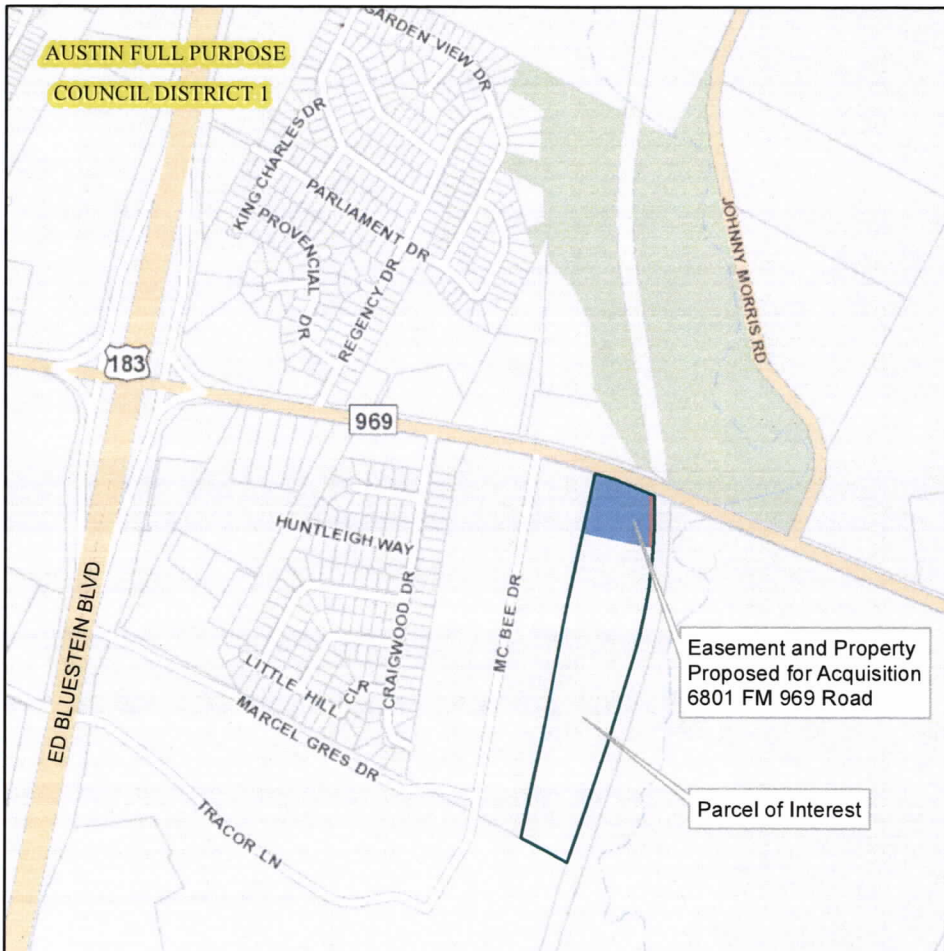 AUSTIN FULL PURPOSE
COUNCIL DISTRICT 1
GARDEN VIEW DR
KING CHARLES DR
PARLIAMENT DR
PROVENCIAL DR
REGENCY DR
JOHNNY MORRIS RD
183
969
HUNTLEIGH WAY
CRAIGWOOD DR
MC BEE DR
ED BLUESTEIN BLVD
LITTLE HILL CIR
MARCEL GRES DR
TRACOR LN
Easement and Property
Proposed for Acquisition
6801 FM 969 Road
Parcel of Interest